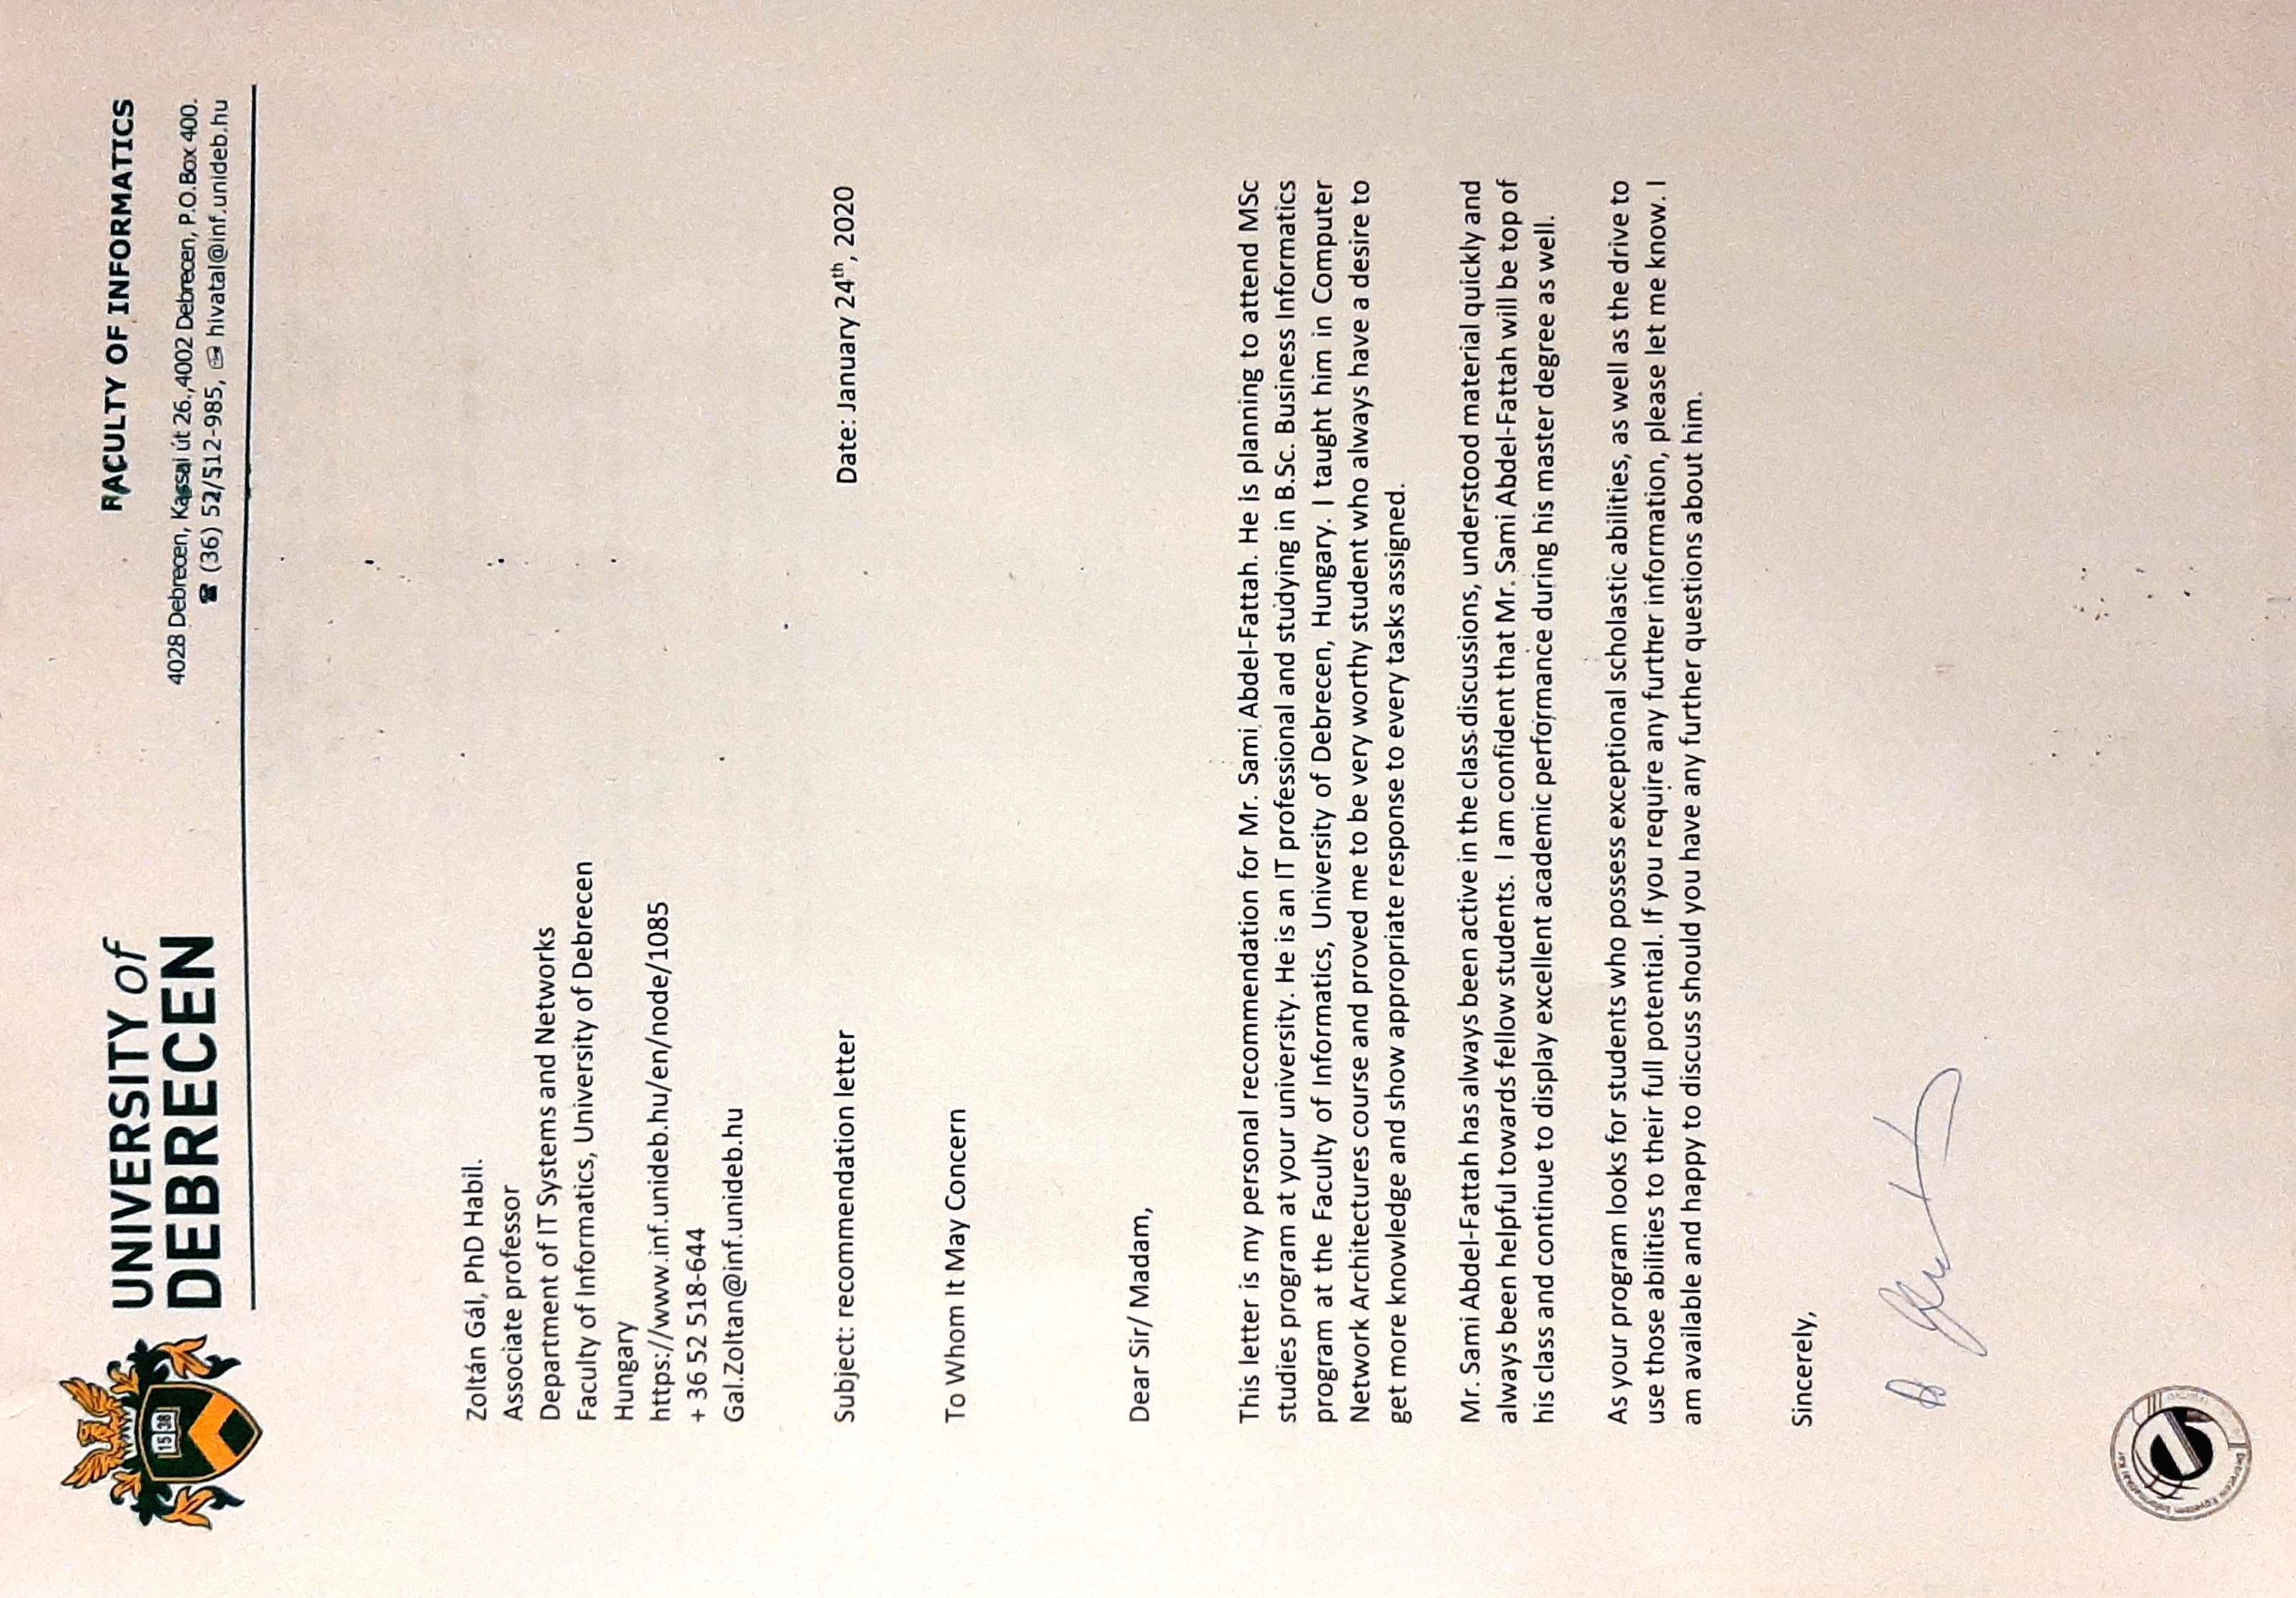 15 38
UNIVERSITY of
DEBRECEN
FACULTY OF INFORMATICS
4028 Debrecen, Kassai út 26.,4002 Debrecen, P.O.Box 400.
☎ (36) 52/512-985, 🖃 hivatal@inf.unideb.hu
Zoltán Gál, PhD Habil.
Associate professor
Department of IT Systems and Networks
Faculty of Informatics, University of Debrecen
Hungary
https://www.inf.unideb.hu/en/node/1085
+ 36 52 518-644
Gal.Zoltan@inf.unideb.hu
Subject: recommendation letter Date: January 24th, 2020
To Whom It May Concern
Dear Sir/ Madam,
This letter is my personal recommendation for Mr. Sami Abdel-Fattah. He is planning to attend MSc
studies program at your university. He is an IT professional and studying in B.Sc. Business Informatics
program at the Faculty of Informatics, University of Debrecen, Hungary. I taught him in Computer
Network Architectures course and proved me to be very worthy student who always have a desire to
get more knowledge and show appropriate response to every tasks assigned.
Mr. Sami Abdel-Fattah has always been active in the class discussions, understood material quickly and
always been helpful towards fellow students. I am confident that Mr. Sami Abdel-Fattah will be top of
his class and continue to display excellent academic performance during his master degree as well.
As your program looks for students who possess exceptional scholastic abilities, as well as the drive to
use those abilities to their full potential. If you require any further information, please let me know. I
am available and happy to discuss should you have any further questions about him.
Sincerely,
Debreceni Egyetem Informatikai Kar